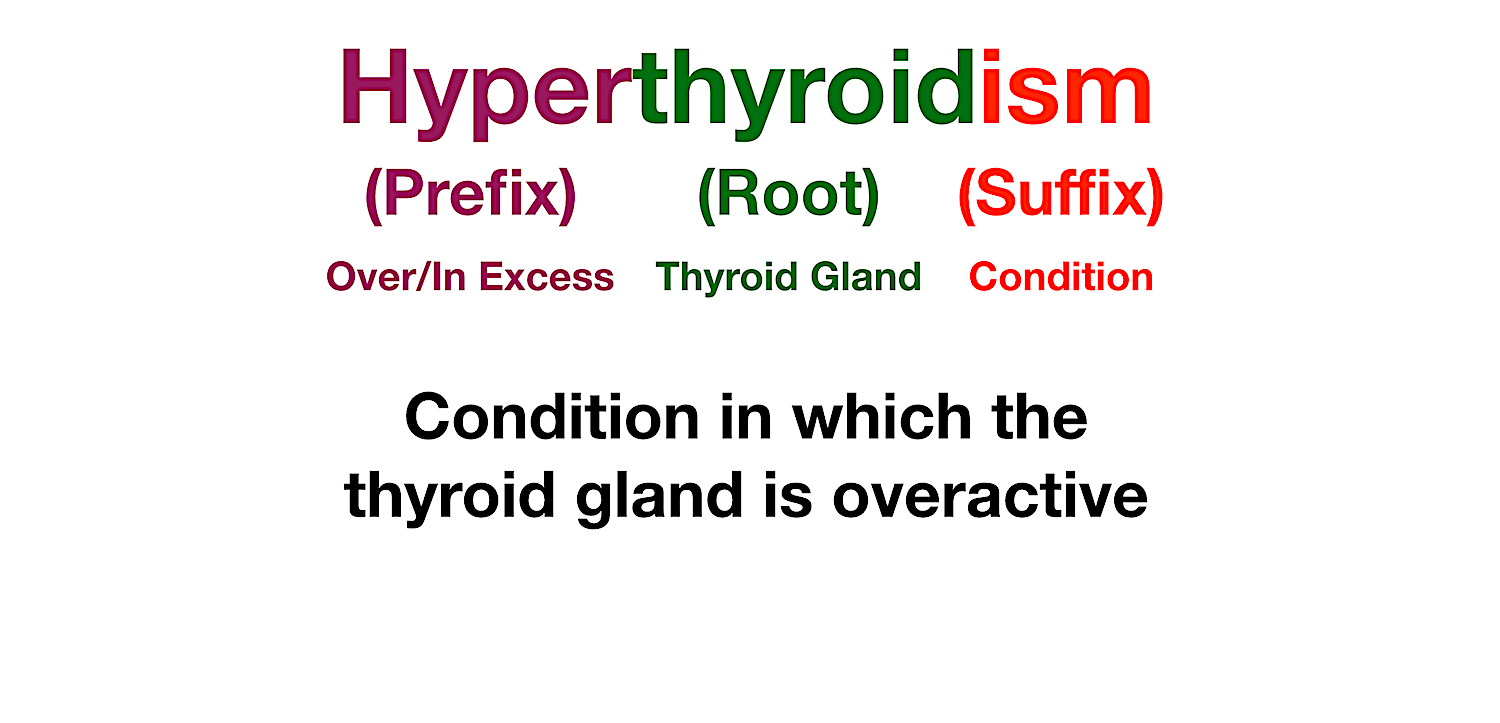 Hyperthyroidism
(Prefix) (Root) (Suffix)
Over/In Excess Thyroid Gland Condition
Condition in which the
thyroid gland is overactive